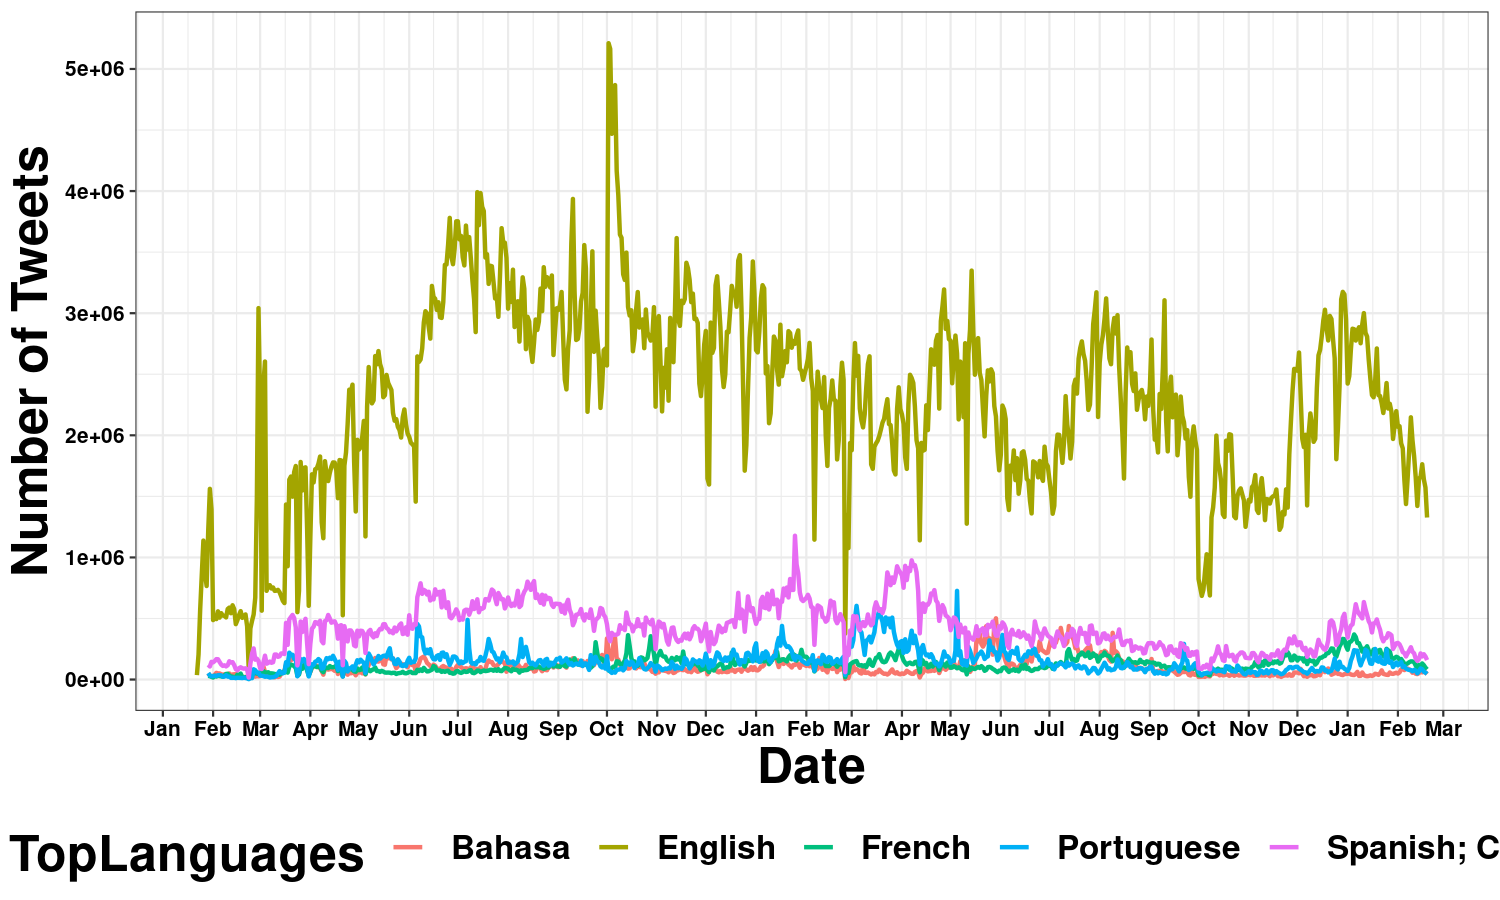 Number of Tweets
5e+06
4e+06
3e+06
2e+06
1e+06
0e+00
Jan Feb Mar Apr May Jun Jul Aug Sep Oct Nov Dec Jan Feb Mar Apr May Jun Jul Aug Sep Oct Nov Dec Jan Feb Mar
Date
TopLanguages Bahasa English French Portuguese Spanish; C